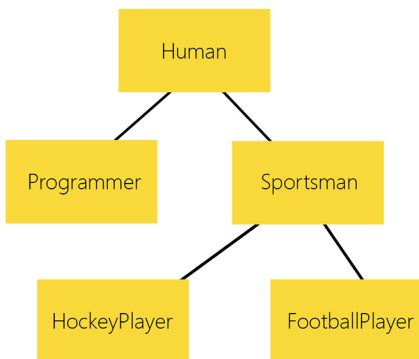 Human
Programmer
Sportsman
HockeyPlayer
FootballPlayer